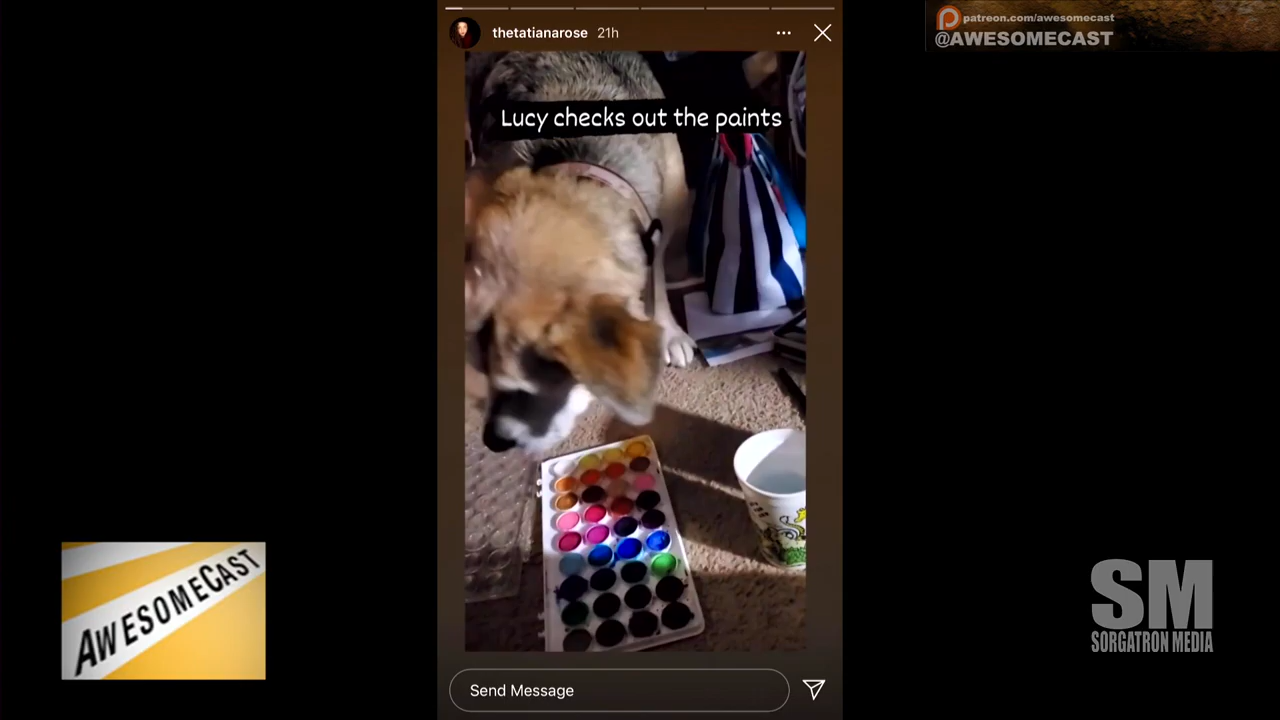 thetatianarose 21h
patreon.com/awesomecast
@AWESOMECAST
Lucy checks out the paints
AWESOMECAST
SM
SORGATRON MEDIA
Send Message